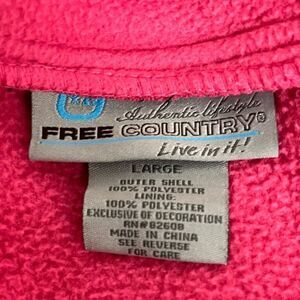 Authentic lifestyle
FREE COUNTRY®
Live in it!
LARGE
OUTER SHELL
100% POLYESTER
LINING:
100% POLYESTER
EXCLUSIVE OF DECORATION
RN#82608
MADE IN CHINA
SEE REVERSE
FOR CARE